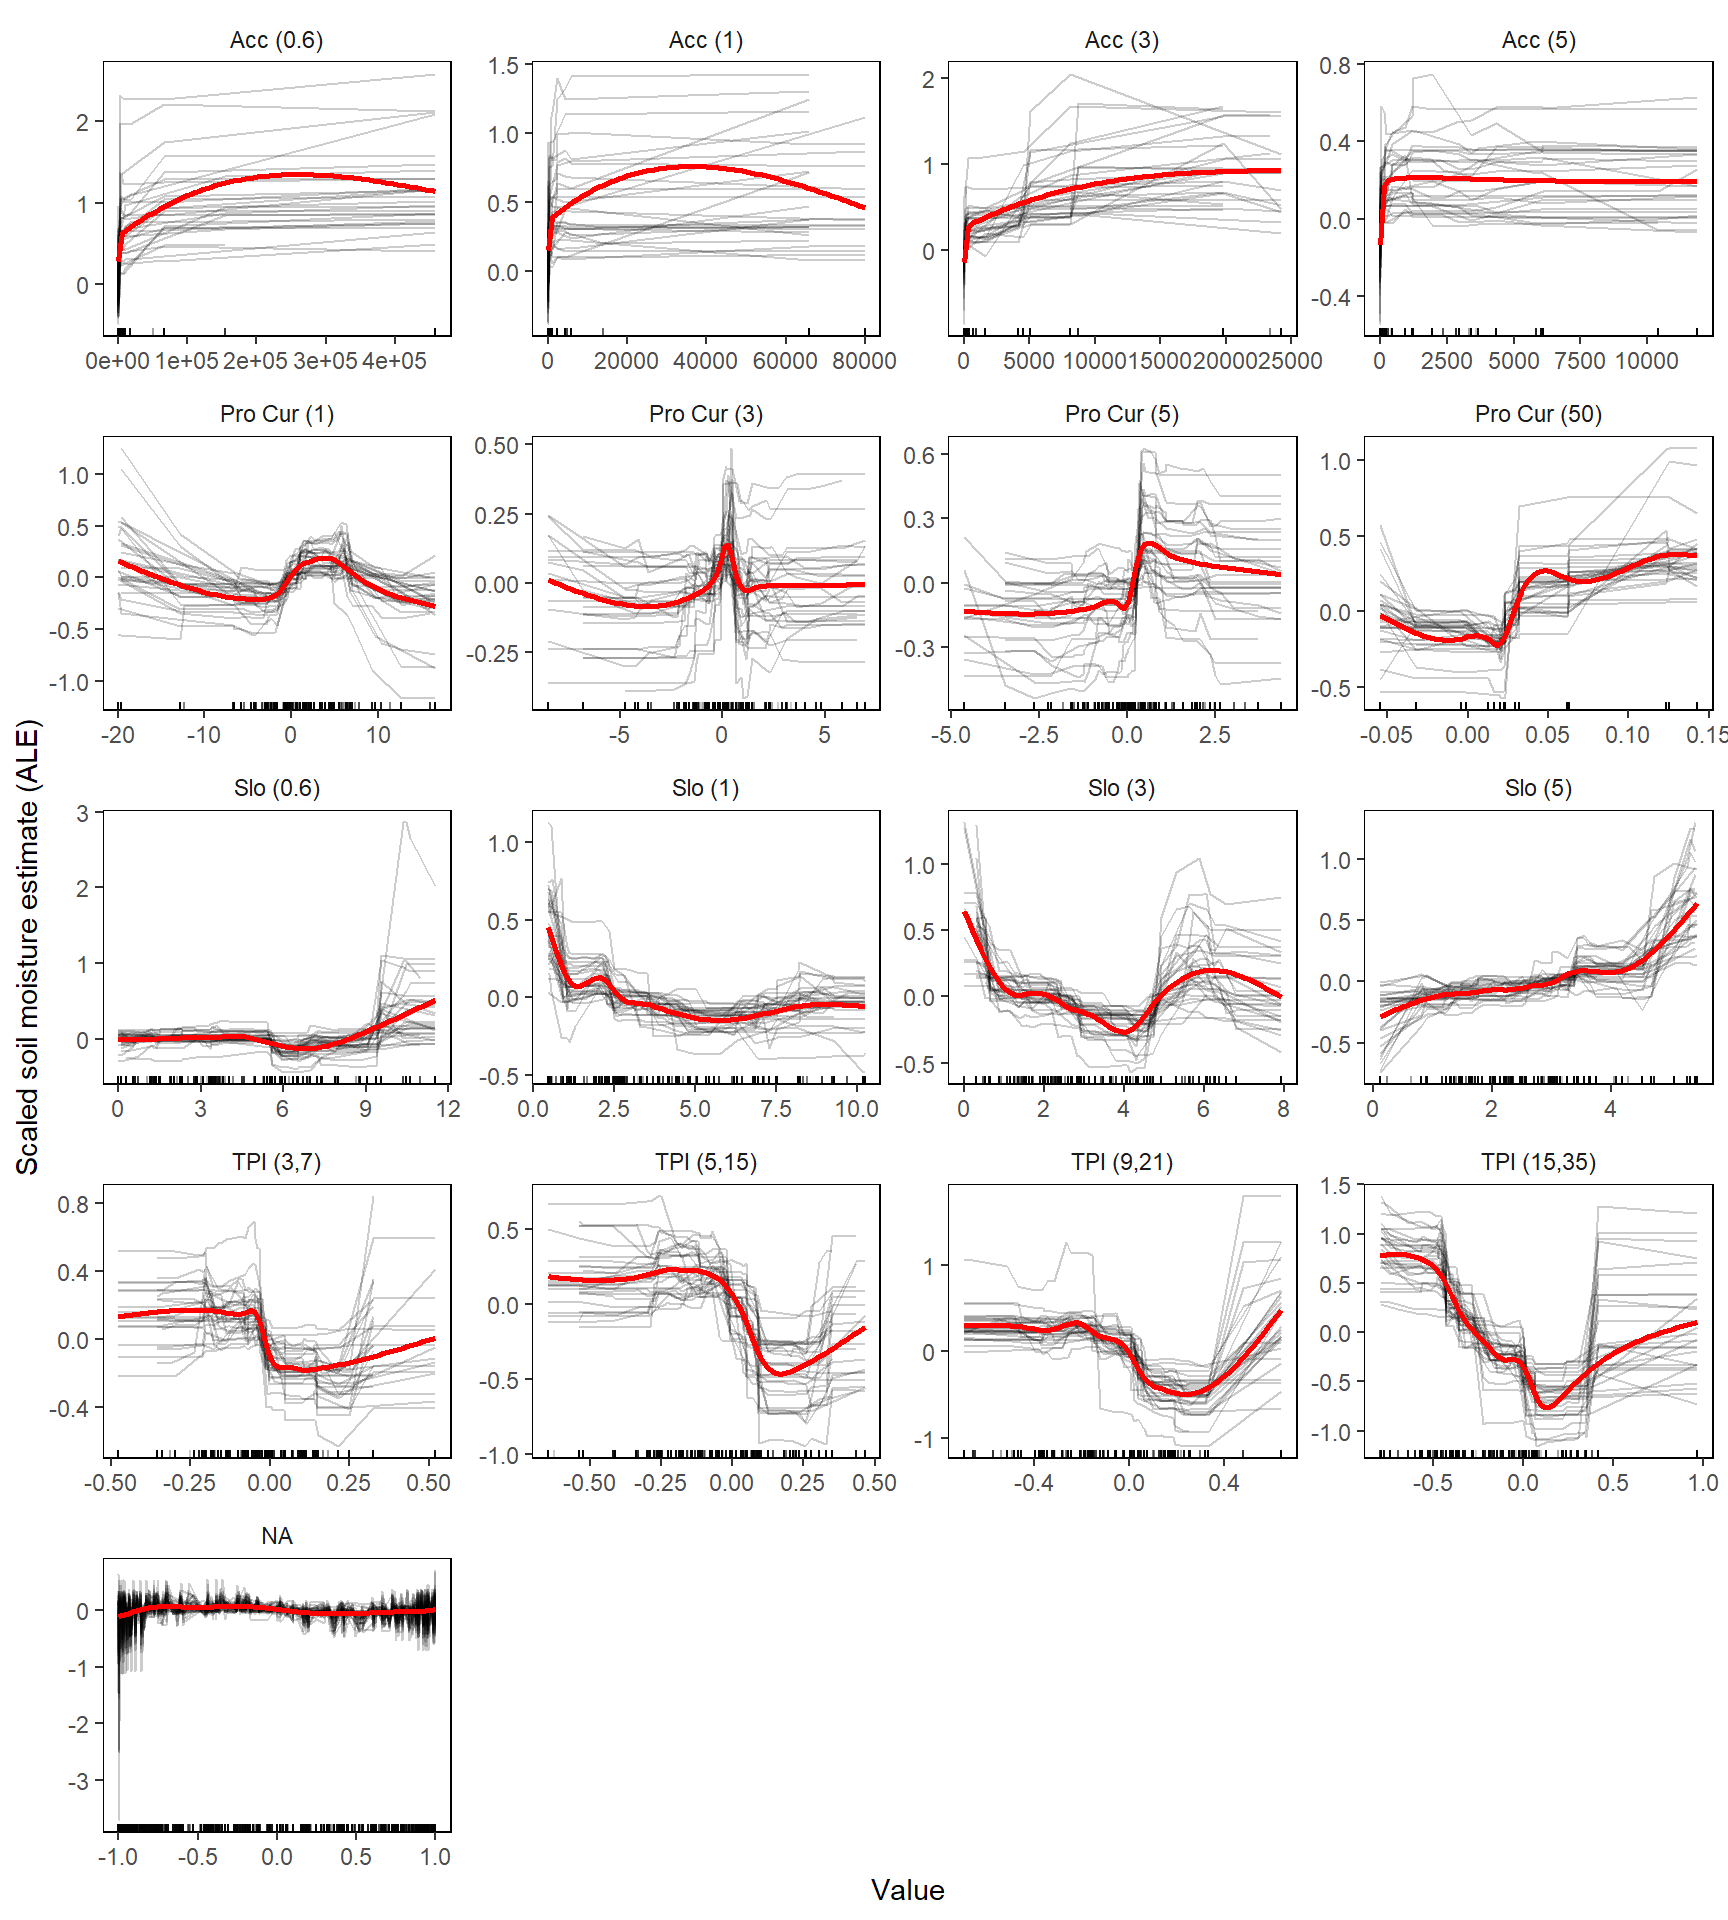 Acc (0.6) Acc (1) Acc (3) Acc (5)
2 1 0
1.5 1.0 0.5 0.0
2 1 0
0.8 0.4 0.0 -0.4
0e+00 1e+05 2e+05 3e+05 4e+05
0 20000 40000 60000 80000
0 5000 10000 15000 20000 25000
0 2500 5000 7500 10000
Pro Cur (1) Pro Cur (3) Pro Cur (5) Pro Cur (50)
1.0 0.5 0.0 -0.5 -1.0
0.50 0.25 0.00 -0.25
0.6 0.3 0.0 -0.3
1.0 0.5 0.0 -0.5
-20 -10 0 10
-5 0 5
-5.0 -2.5 0.0 2.5
-0.05 0.00 0.05 0.10 0.15
Scaled soil moisture estimate (ALE)
Slo (0.6) Slo (1) Slo (3) Slo (5)
3 2 1 0
1.0 0.5 0.0 -0.5
1.0 0.5 0.0 -0.5
1.0 0.5 0.0 -0.5
0 3 6 9 12
0.0 2.5 5.0 7.5 10.0
0 2 4 6 8
0 2 4
TPI (3,7) TPI (5,15) TPI (9,21) TPI (15,35)
0.8 0.4 0.0 -0.4
0.5 0.0 -0.5 -1.0
1 0 -1
1.5 1.0 0.5 0.0 -0.5 -1.0
-0.50 -0.25 0.00 0.25 0.50
-0.50 -0.25 0.00 0.25 0.50
-0.4 0.0 0.4
-0.5 0.0 0.5 1.0
NA
0 -1 -2 -3
-1.0 -0.5 0.0 0.5 1.0
Value